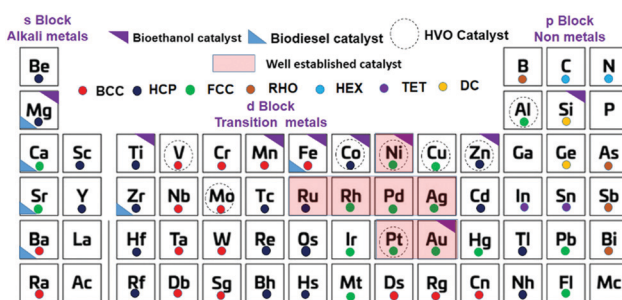 s Block
Alkali metals
Bioethanol catalyst
Biodiesel catalyst
HVO Catalyst
p Block
Non metals
Well established catalyst
BCC HCP FCC RHO HEX TET DC
d Block
Transition metals
Be B C N
Mg Al Si P
Ca Sc Ti V Cr Mn Fe Co Ni Cu Zn Ga Ge As
Sr Y Zr Nb Mo Tc Ru Rh Pd Ag Cd In Sn Sb
Ba La Hf Ta W Re Os Ir Pt Au Hg Tl Pb Bi
Ra Ac Rf Db Sg Bh Hs Mt Ds Rg Cn Nh Fl Mc